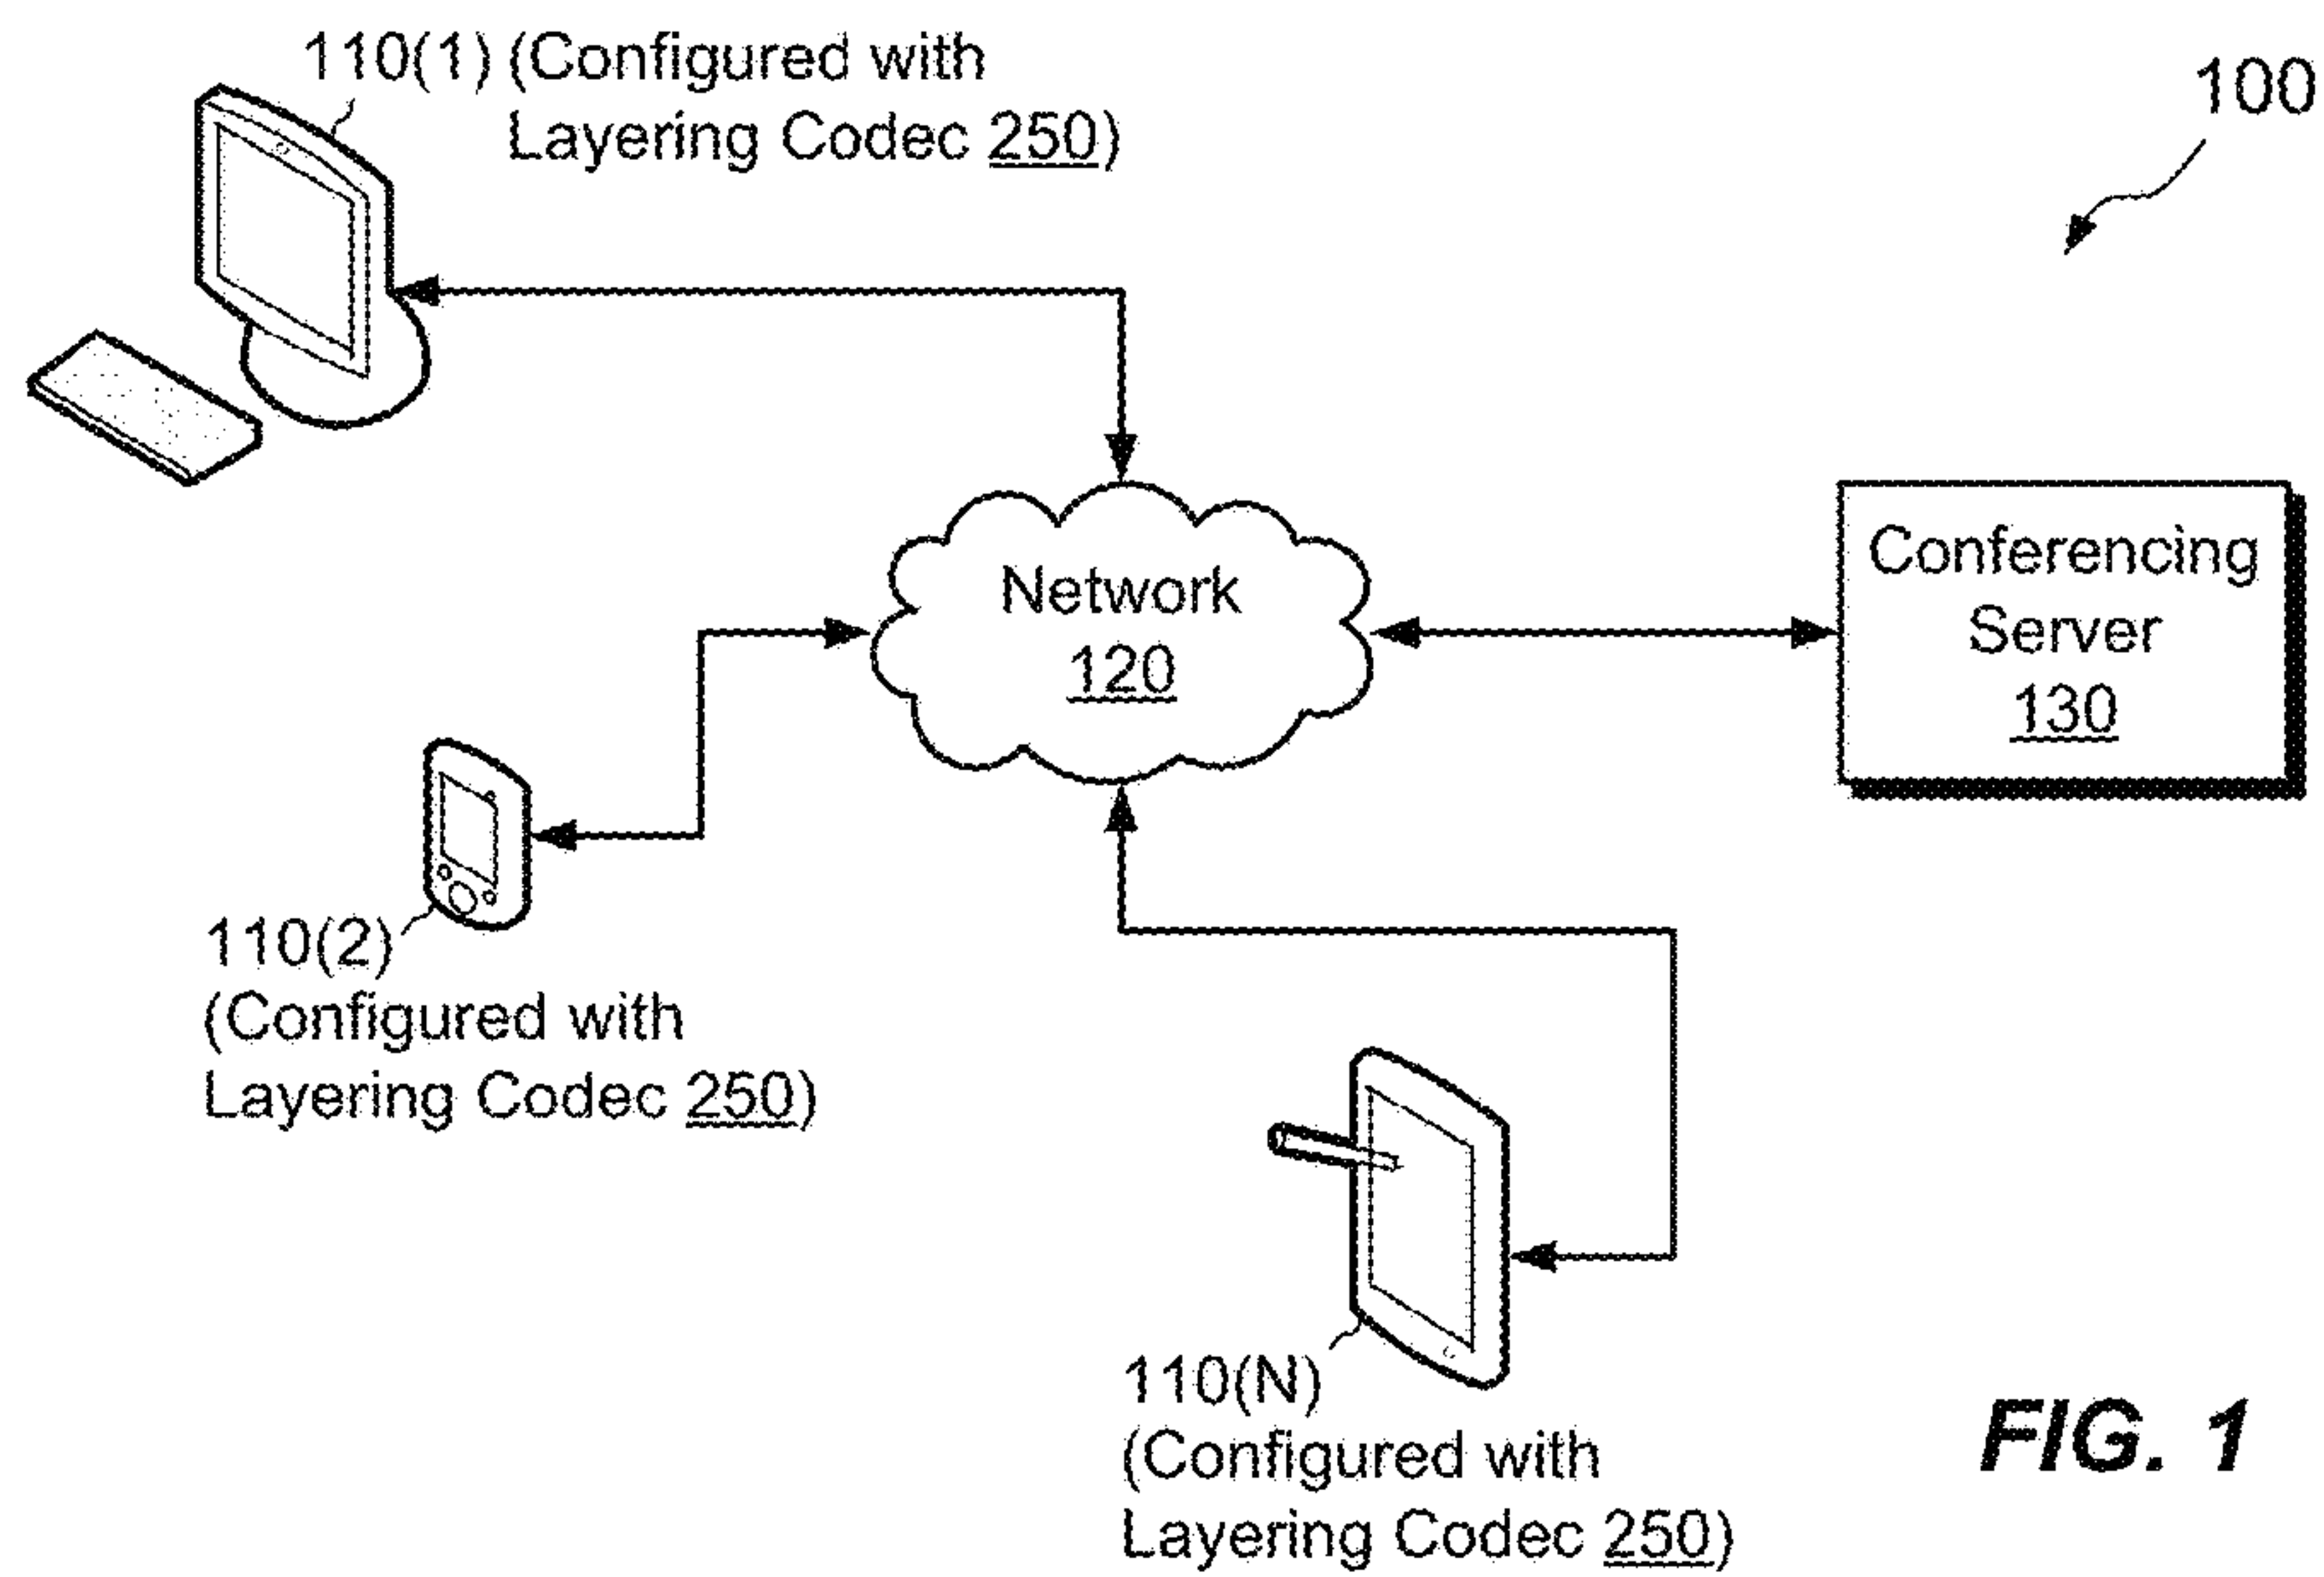 110(1) (Configured with
Layering Codec 250)
100
Network
120
Conferencing
Server
130
110(2)
(Configured with
Layering Codec 250)
110(N)
(Configured with
Layering Codec 250)
FIG. 1